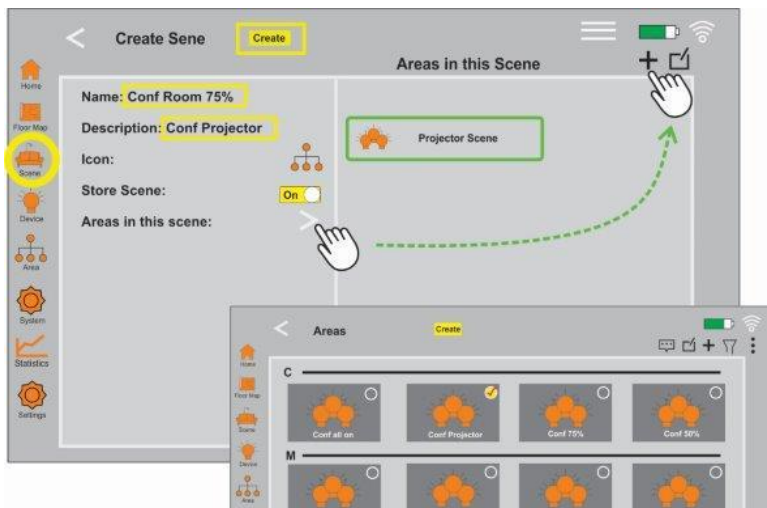 Create Sene
Create
Areas in this Scene
Home
Floor Map
Scene
Device
Area
System
Statistics
Settings
Name: Conf Room 75%
Description: Conf Projector
Icon:
Store Scene:
On
Areas in this scene:
Projector Scene
Areas
Create
Home
Floor Map
Scene
Device
Area
C
Conf all on
Conf Projector
Conf 75%
Conf 50%
M